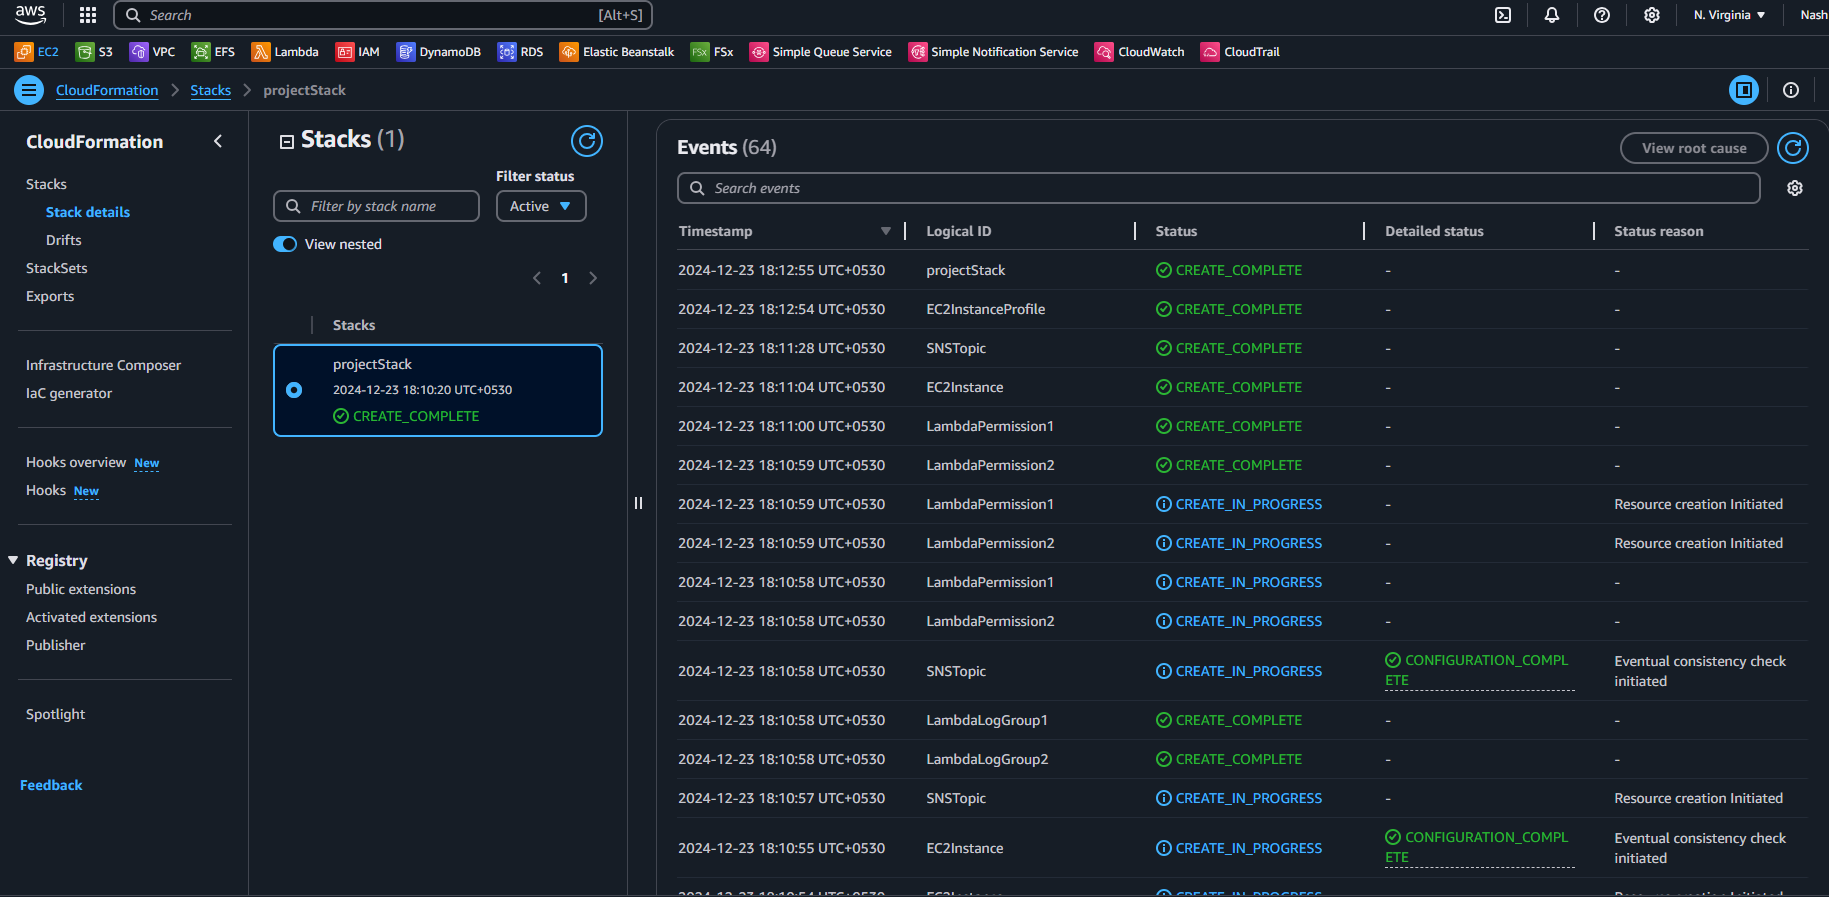 aws
Search [Alt+S]
N. Virginia Nash
EC2 S3 VPC EFS Lambda IAM DynamoDB RDS Elastic Beanstalk FSx FSx Simple Queue Service Simple Notification Service CloudWatch CloudTrail
CloudFormation Stacks projectStack
CloudFormation
Stacks
Stack details
Drifts
StackSets
Exports
Infrastructure Composer
IaC generator
Hooks overview New
Hooks New
Registry
Public extensions
Activated extensions
Publisher
Spotlight
Feedback
Stacks (1)
Filter status
Filter by stack name
Active
View nested
1
Stacks
projectStack
2024-12-23 18:10:20 UTC+0530
CREATE_COMPLETE
Events (64)
View root cause
Search events
Timestamp Logical ID Status Detailed status Status reason
2024-12-23 18:12:55 UTC+0530 projectStack CREATE_COMPLETE - -
2024-12-23 18:12:54 UTC+0530 EC2InstanceProfile CREATE_COMPLETE - -
2024-12-23 18:11:28 UTC+0530 SNSTopic CREATE_COMPLETE - -
2024-12-23 18:11:04 UTC+0530 EC2Instance CREATE_COMPLETE - -
2024-12-23 18:11:00 UTC+0530 LambdaPermission1 CREATE_COMPLETE - -
2024-12-23 18:10:59 UTC+0530 LambdaPermission2 CREATE_COMPLETE - -
2024-12-23 18:10:59 UTC+0530 LambdaPermission1 CREATE_IN_PROGRESS - Resource creation Initiated
2024-12-23 18:10:59 UTC+0530 LambdaPermission2 CREATE_IN_PROGRESS - Resource creation Initiated
2024-12-23 18:10:58 UTC+0530 LambdaPermission1 CREATE_IN_PROGRESS - -
2024-12-23 18:10:58 UTC+0530 LambdaPermission2 CREATE_IN_PROGRESS - -
2024-12-23 18:10:58 UTC+0530 SNSTopic CREATE_IN_PROGRESS CONFIGURATION_COMPL
ETE
Eventual consistency check
initiated
2024-12-23 18:10:58 UTC+0530 LambdaLogGroup1 CREATE_COMPLETE - -
2024-12-23 18:10:58 UTC+0530 LambdaLogGroup2 CREATE_COMPLETE - -
2024-12-23 18:10:57 UTC+0530 SNSTopic CREATE_IN_PROGRESS - Resource creation Initiated
2024-12-23 18:10:55 UTC+0530 EC2Instance CREATE_IN_PROGRESS CONFIGURATION_COMPL
ETE
Eventual consistency check
initiated